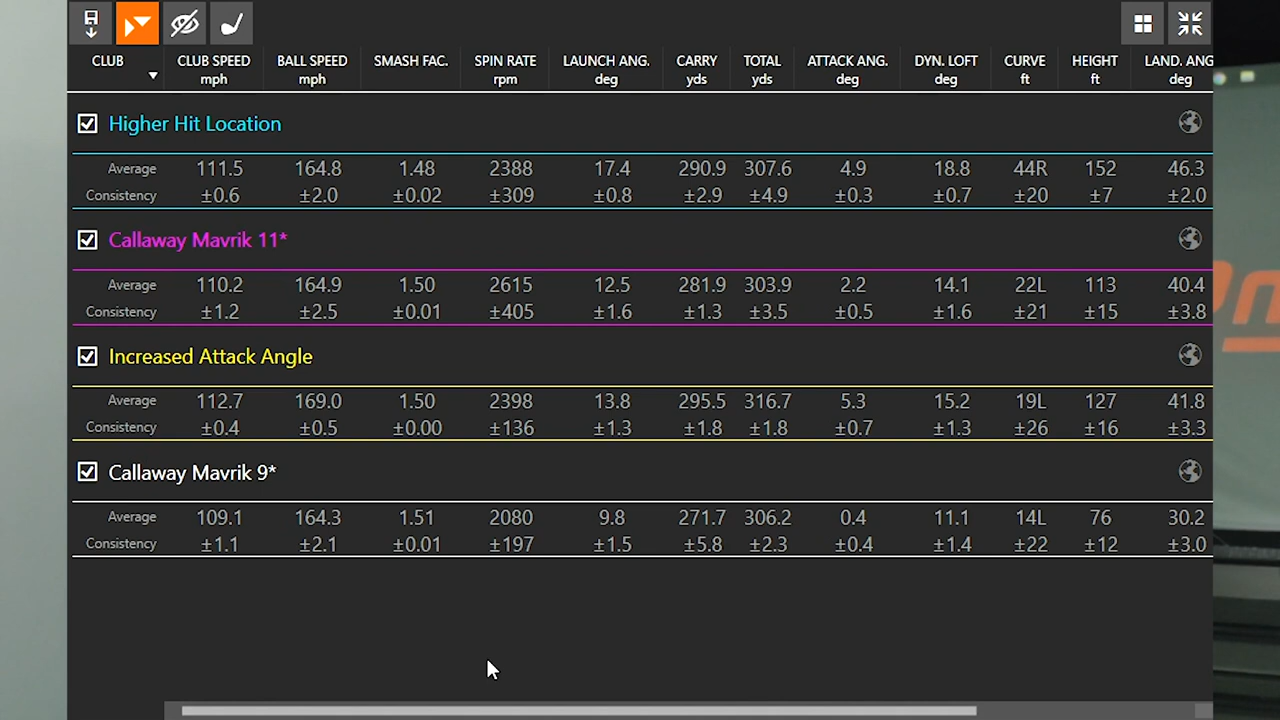 CLUB CLUB SPEED BALL SPEED SMASH FAC. SPIN RATE LAUNCH ANG. CARRY TOTAL ATTACK ANG. DYN. LOFT CURVE HEIGHT LAND. ANG
mph mph rpm deg yds yds deg deg ft ft deg
Higher Hit Location
Average 111.5 164.8 1.48 2388 17.4 290.9 307.6 4.9 18.8 44R 152 46.3
Consistency ±0.6 ±2.0 ±0.02 ±309 ±0.8 ±2.9 ±4.9 ±0.3 ±0.7 ±20 ±7 ±2.0
Callaway Mavrik 11*
Average 110.2 164.9 1.50 2615 12.5 281.9 303.9 2.2 14.1 22L 113 40.4
Consistency ±1.2 ±2.5 ±0.01 ±405 ±1.6 ±1.3 ±3.5 ±0.5 ±1.6 ±21 ±15 ±3.8
Increased Attack Angle
Average 112.7 169.0 1.50 2398 13.8 295.5 316.7 5.3 15.2 19L 127 41.8
Consistency ±0.4 ±0.5 ±0.00 ±136 ±1.3 ±1.8 ±1.8 ±0.7 ±1.3 ±26 ±16 ±3.3
Callaway Mavrik 9*
Average 109.1 164.3 1.51 2080 9.8 271.7 306.2 0.4 11.1 14L 76 30.2
Consistency ±1.1 ±2.1 ±0.01 ±197 ±1.5 ±5.8 ±2.3 ±0.4 ±1.4 ±22 ±12 ±3.0